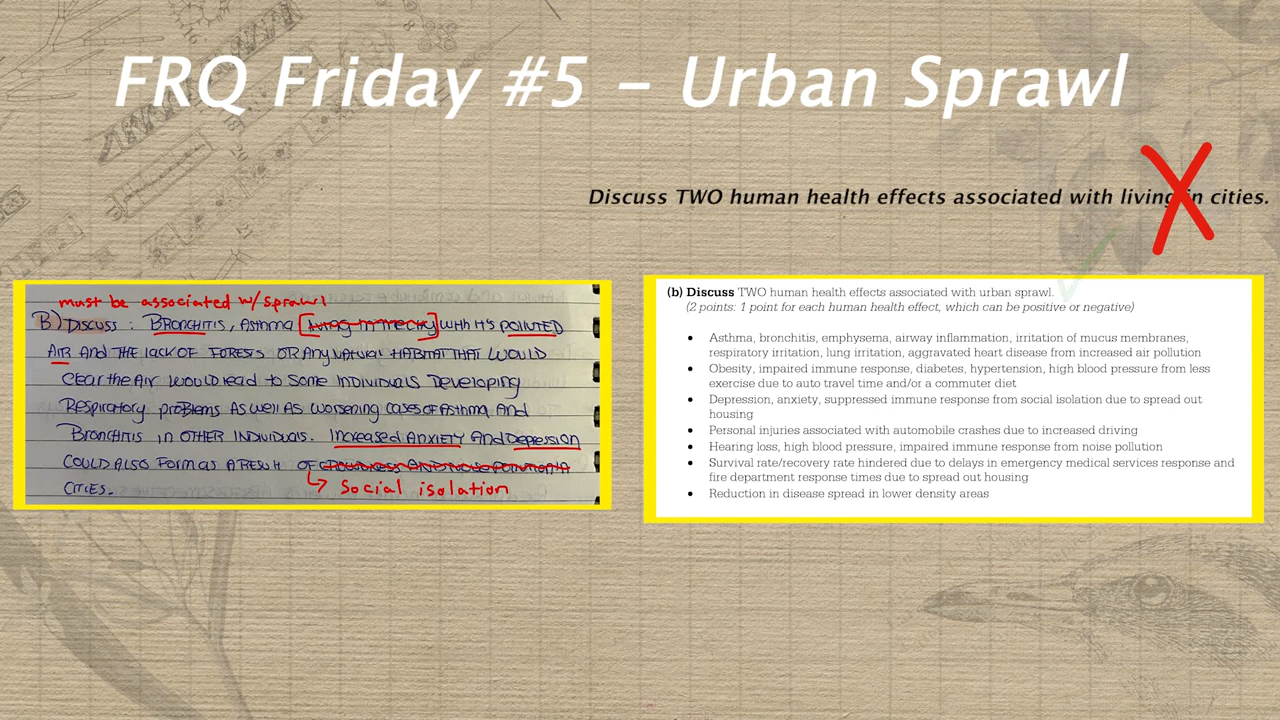 FRQ Friday #5 – Urban Sprawl
Discuss TWO human health effects associated with living in cities.
must be associated w/ sprawl
B) Discuss: Bronchitis, Asthma [living in the city] with it's polluted
Air and the lack of forests or any natural habitat that would
clear the air would lead to some individuals developing
Respiratory problems as well as worsening cases of Asthma and
Bronchitis in other individuals. Increased Anxiety and Depression
could also form as a result of crowdness and noise pollution in
cities.
Social isolation
(b) Discuss TWO human health effects associated with urban sprawl.
(2 points: 1 point for each human health effect, which can be positive or negative)
• Asthma, bronchitis, emphysema, airway inflammation, irritation of mucus membranes,
respiratory irritation, lung irritation, aggravated heart disease from increased air pollution
• Obesity, impaired immune response, diabetes, hypertension, high blood pressure from less
exercise due to auto travel time and/or a commuter diet
• Depression, anxiety, suppressed immune response from social isolation due to spread out
housing
• Personal injuries associated with automobile crashes due to increased driving
• Hearing loss, high blood pressure, impaired immune response from noise pollution
• Survival rate/recovery rate hindered due to delays in emergency medical services response and
fire department response times due to spread out housing
• Reduction in disease spread in lower density areas